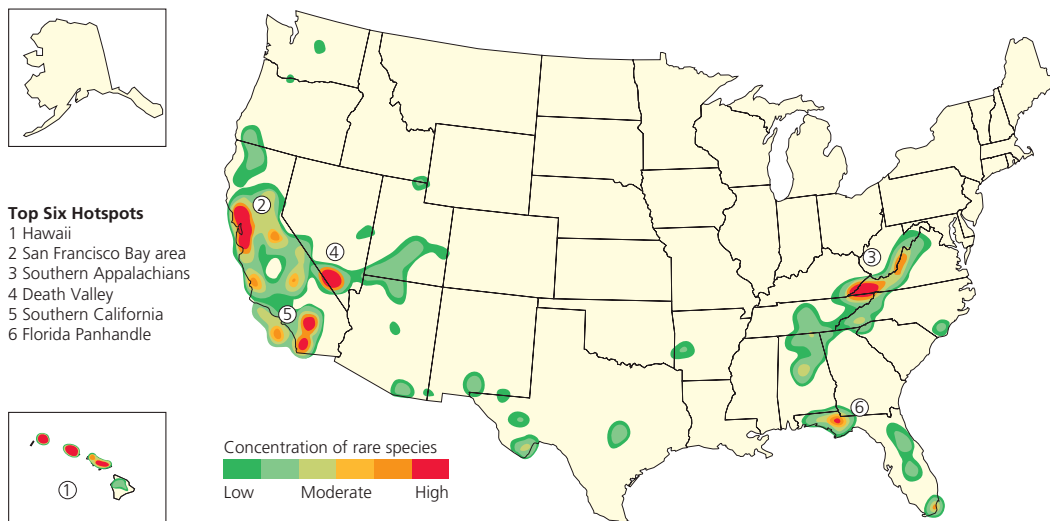 Top Six Hotspots
1 Hawaii
2 San Francisco Bay area
3 Southern Appalachians
4 Death Valley
5 Southern California
6 Florida Panhandle
2
4
3
5
6
1
Concentration of rare species
Low Moderate High